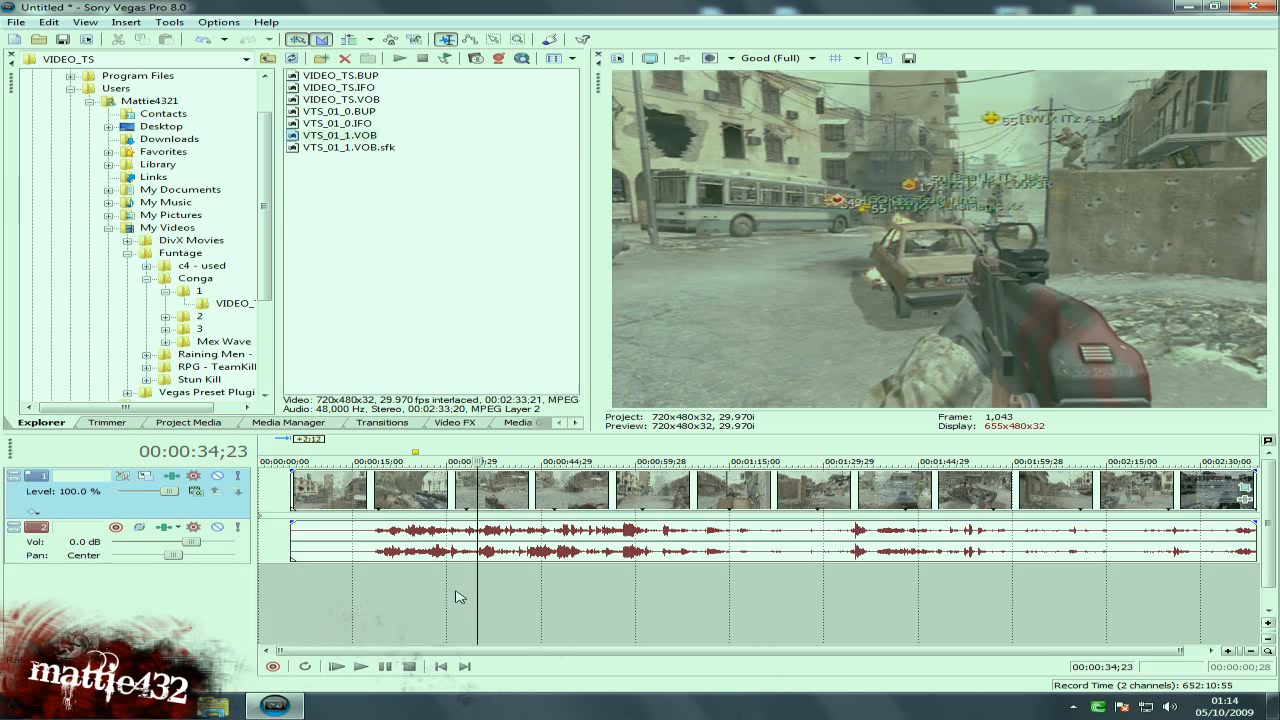 Untitled * - Sony Vegas Pro 8.0
File Edit View Insert Tools Options Help
VIDEO_TS
Good (Full)
Program Files
Users
Mattie4321
Contacts
Desktop
Downloads
Favorites
Library
Links
My Documents
My Music
My Pictures
My Videos
DivX Movies
Funtage
c4 - used
Conga
1
VIDEO_
2
3
Mex Wave
Raining Men -
RPG - TeamKill
Stun Kill
Vegas Preset Plugi
VIDEO_TS.BUP
VIDEO_TS.IFO
VIDEO_TS.VOB
VTS_01_0.BUP
VTS_01_0.IFO
VTS_01_1.VOB
VTS_01_1.VOB.sfk
Video: 720x480x32, 29.970 fps interlaced, 00:02:33;21, MPEG
Audio: 48,000 Hz, Stereo, 00:02:33;20, MPEG Layer 2
Explorer Trimmer Project Media Media Manager Transitions Video FX Media
Project: 720x480x32, 29.970i
Preview: 720x480x32, 29.970i
Frame: 1,043
Display: 655x480x32
00:00:34;23
+2:12
00:00:00;00 00:00:15;00 00:00:44;29 00:00:59;28 00:01:15;00 00:01:29;29 00:01:44;29 00:01:59;28 00:02:15;00 00:02:30;00
1
Level: 100.0 %
2
Vol: 0.0 dB
Pan: Center
mattie432
00:00:34;23
00:00:00;28
Record Time (2 channels): 652:10:55
01:14
05/10/2009